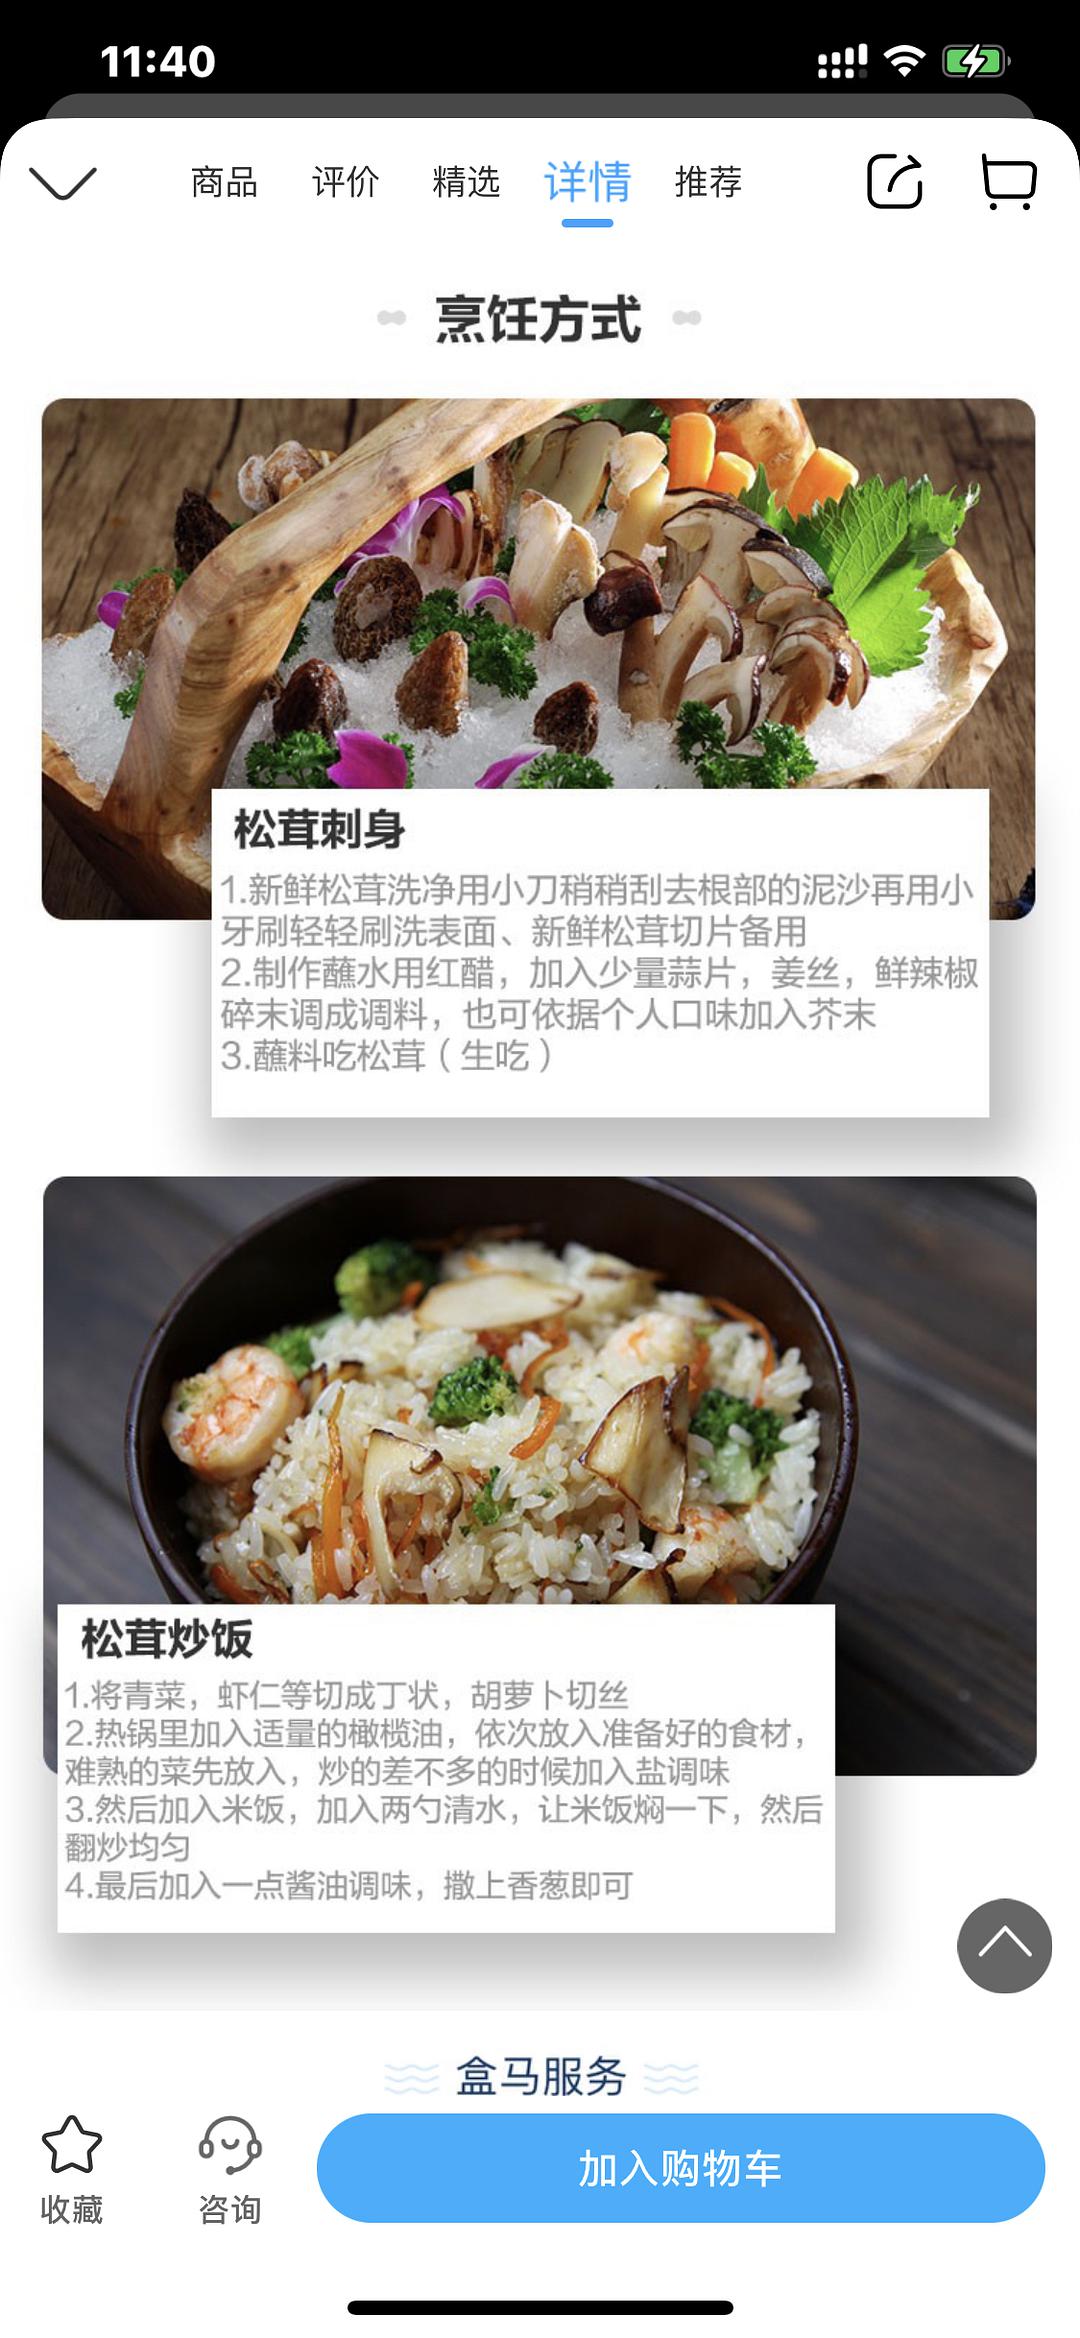 11:40
商品 评价 精选 详情 推荐
烹饪方式
松茸刺身
1.新鲜松茸洗净用小刀稍稍刮去根部的泥沙再用小
牙刷轻轻刷洗表面、新鲜松茸切片备用
2.制作蘸水用红醋，加入少量蒜片，姜丝，鲜辣椒
碎末调成调料，也可依据个人口味加入芥末
3.蘸料吃松茸（生吃）
松茸炒饭
1.将青菜，虾仁等切成丁状，胡萝卜切丝
2.热锅里加入适量的橄榄油，依次放入准备好的食材，
难熟的菜先放入，炒的差不多的时候加入盐调味
3.然后加入米饭，加入两勺清水，让米饭焖一下，然后
翻炒均匀
4.最后加入一点酱油调味，撒上香葱即可
盒马服务
收藏 咨询 加入购物车